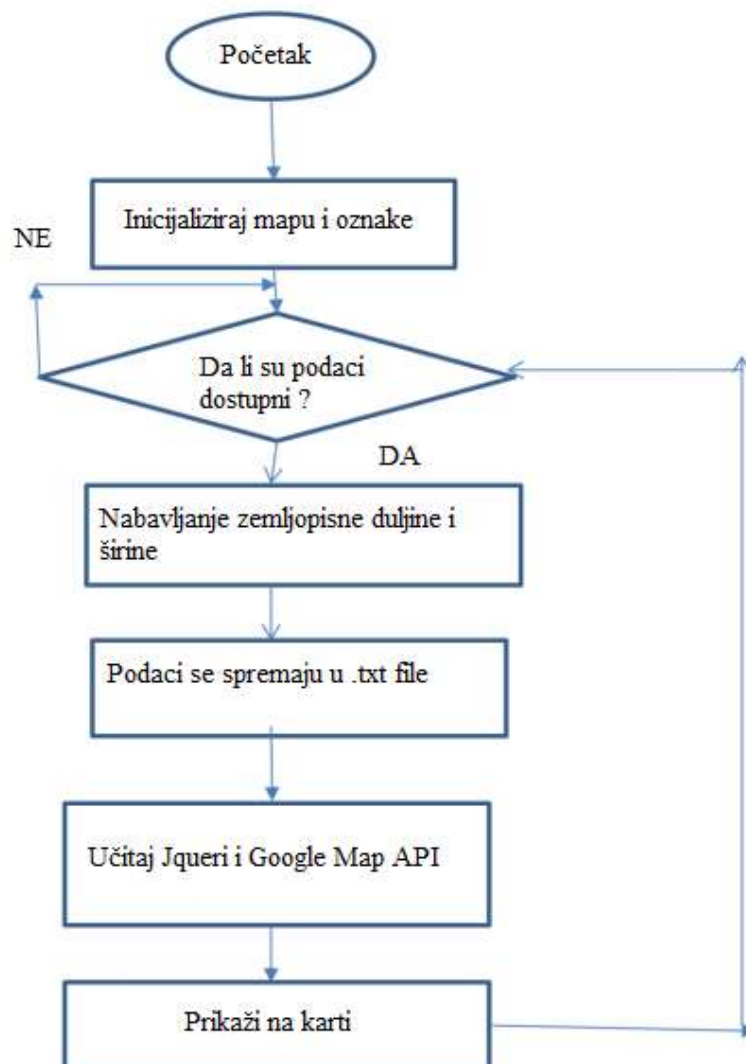 Početak
Inicijaliziraj mapu i oznake
NE
Da li su podaci
dostupni ?
DA
Nabavljanje zemljopisne duljine i
širine
Podaci se spremaju u .txt file
Učitaj Jqueri i Google Map API
Prikaži na karti